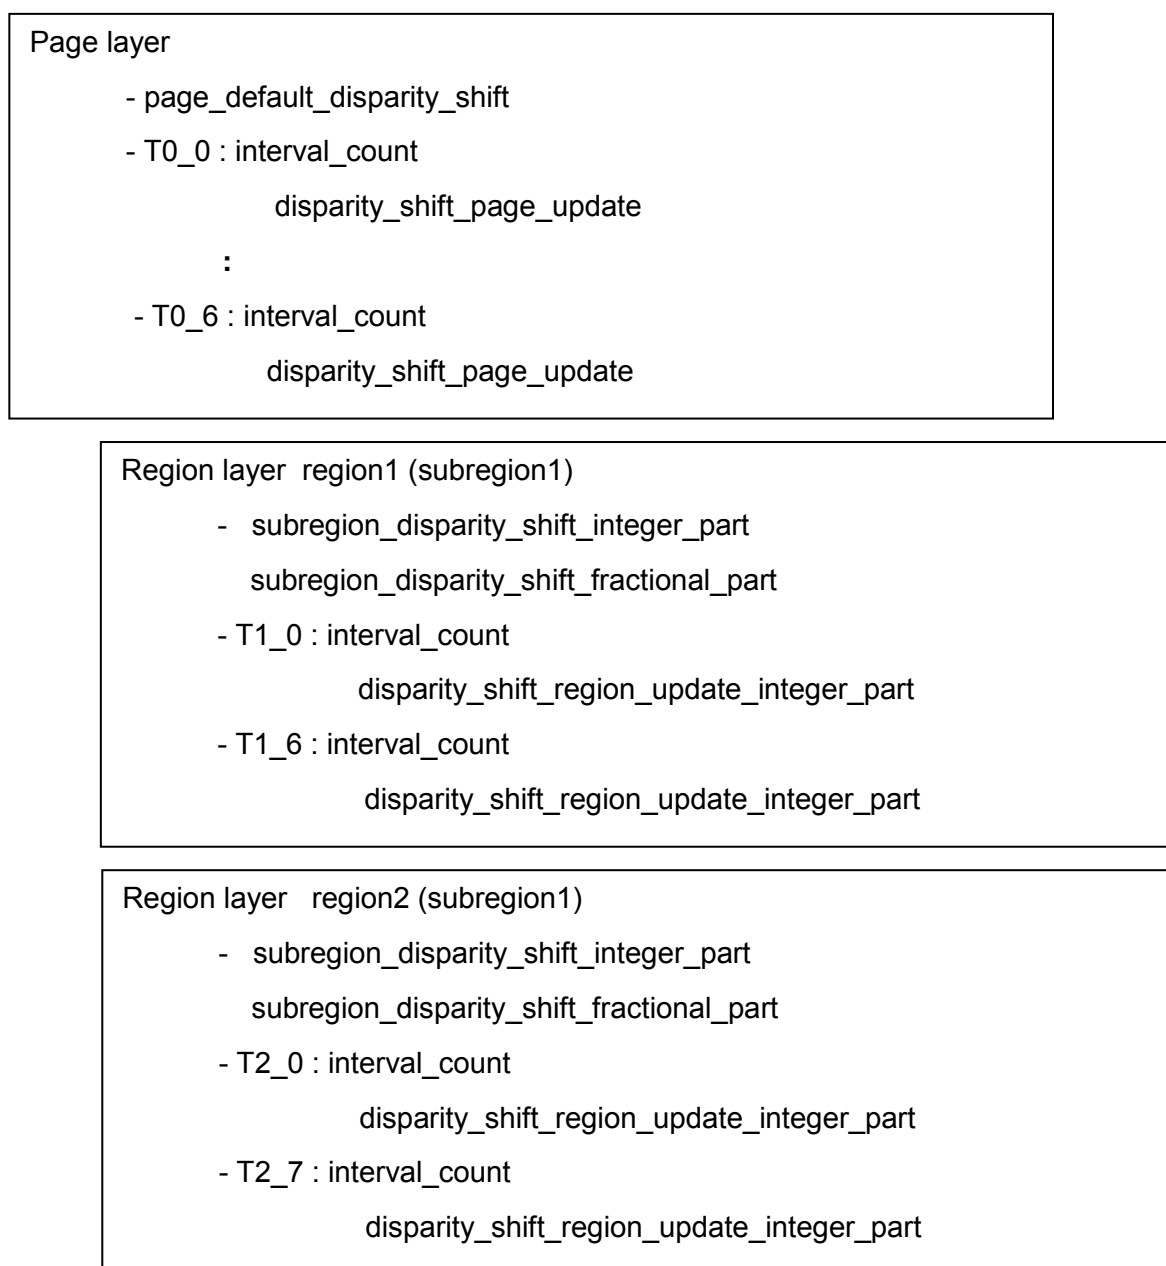 Page layer
- page_default_disparity_shift
- T0_0 : interval_count
disparity_shift_page_update
:
- T0_6 : interval_count
disparity_shift_page_update
Region layer region1 (subregion1)
- subregion_disparity_shift_integer_part
subregion_disparity_shift_fractional_part
- T1_0 : interval_count
disparity_shift_region_update_integer_part
- T1_6 : interval_count
disparity_shift_region_update_integer_part
Region layer region2 (subregion1)
- subregion_disparity_shift_integer_part
subregion_disparity_shift_fractional_part
- T2_0 : interval_count
disparity_shift_region_update_integer_part
- T2_7 : interval_count
disparity_shift_region_update_integer_part